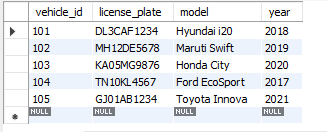 vehicle_id license_plate model year
101 DL3CAF1234 Hyundai i20 2018
102 MH12DE5678 Maruti Swift 2019
103 KA05MG9876 Honda City 2020
104 TN10KL4567 Ford EcoSport 2017
105 GJ01AB1234 Toyota Innova 2021
NULL NULL NULL NULL